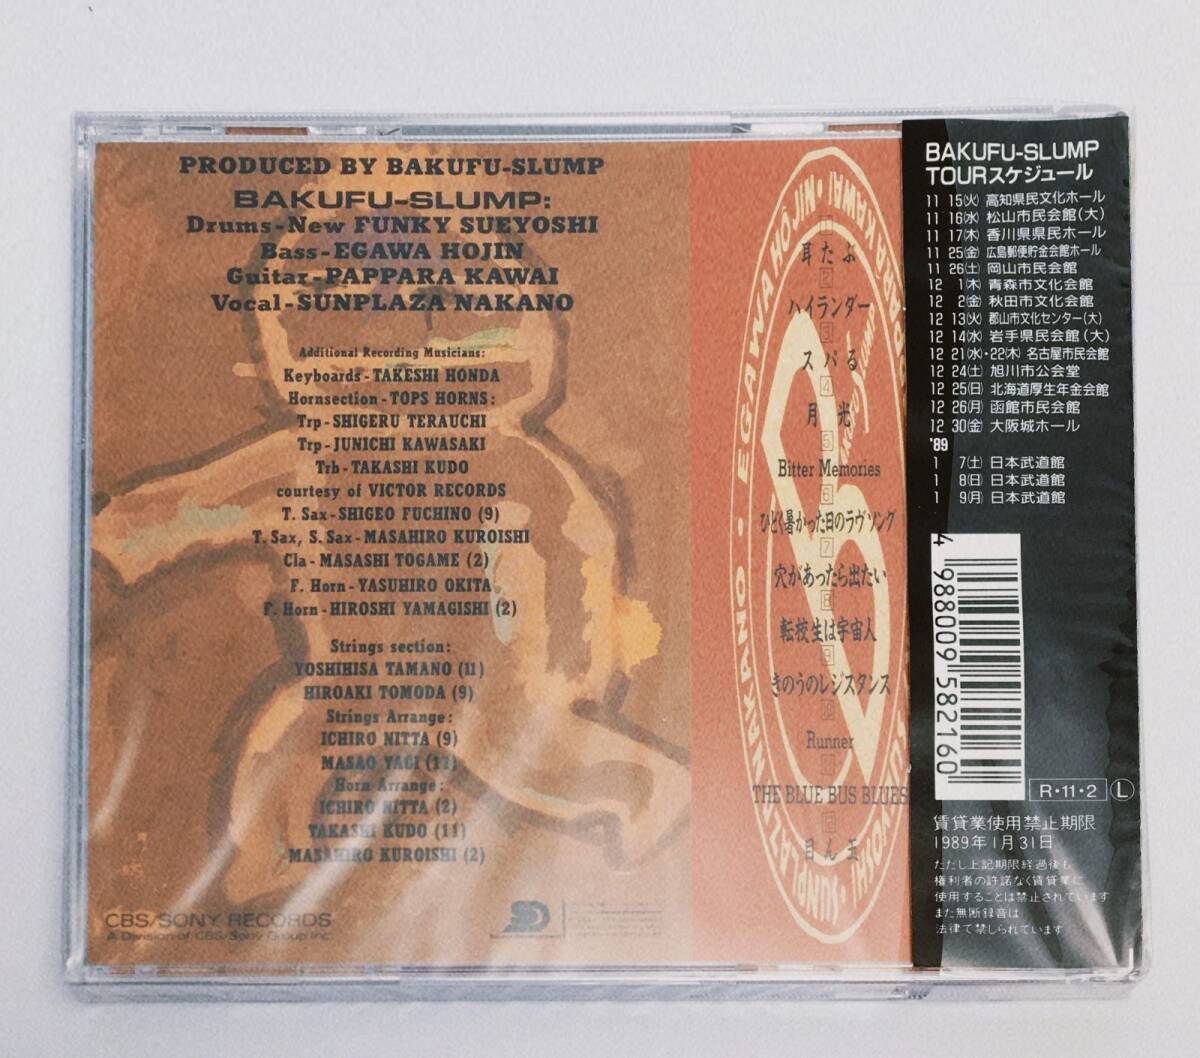 PRODUCED BY BAKUFU-SLUMP
BAKUFU-SLUMP:
Drums-New FUNKY SUEYOSHI
Bass-EGAWA HOJIN
Guitar-PAPPARA KAWAI
Vocal-SUNPLAZA NAKANO
Additional Recording Musicians:
Keyboards-TAKESHI HONDA
Hornsection-TOPS HORNS:
Trp-SHIGERU TERAUCHI
Trp-JUNICHI KAWASAKI
Trb-TAKASHI KUDO
courtesy of VICTOR RECORDS
T. Sax-SHIGEO FUCHINO (9)
T. Sax, S. Sax-MASAHIRO KUROISHI
Cla-MASASHI TOGAME (2)
F. Horn-YASUHIRO OKITA
F. Horn-HIROSHI YAMAGISHI (2)
Strings section:
YOSHIHISA TAMANO (11)
HIROAKI TOMODA (9)
Strings Arrange:
ICHIRO NITTA (9)
MASAO YAGI (11)
Horn Arrange:
ICHIRO NITTA (2)
TAKASHI KUDO (11)
MASAHIRO KUROISHI (2)
CBS/SONY RECORDS
A Division of CBS/Sony Group Inc.
耳たぶ
2
ハイランダー
3
スパる
4
月光
5
Bitter Memories
6
ひどく暑かった日のラヴソング
7
穴があったら出たい
8
転校生は宇宙人
9
きのうのレジスタンス
Runner
THE BLUE BUS BLUES
目ん玉
SUNPLAZA NAKANO・EGAWA HÔJIN・PAPPARA KAWAI
SUEYOSHI
BAKUFU-SLUMP
TOURスケジュール
11 15㈫ 高知県民文化ホール
11 16㈬ 松山市民会館(大)
11 17㈭ 香川県県民ホール
11 25㈮ 広島郵便貯金会館ホール
11 26㈯ 岡山市民会館
12 1㈭ 青森市文化会館
12 2㈮ 秋田市文化会館
12 13㈫ 郡山市文化センター(大)
12 14㈬ 岩手県民会館(大)
12 21㈬・22㈭ 名古屋市民会館
12 24㈯ 旭川市公会堂
12 25㈰ 北海道厚生年金会館
12 26㈪ 函館市民会館
12 30㈮ 大阪城ホール
'89
1 7㈯ 日本武道館
1 8㈰ 日本武道館
1 9㈪ 日本武道館
4 988009 582160
R・11・2 Ⓛ
賃貸業使用禁止期限
1989年1月31日
ただし上記期限経過後も
権利者の許諾なく賃貸業に
使用することは禁止されています
また無断録音は
法律で禁じられています